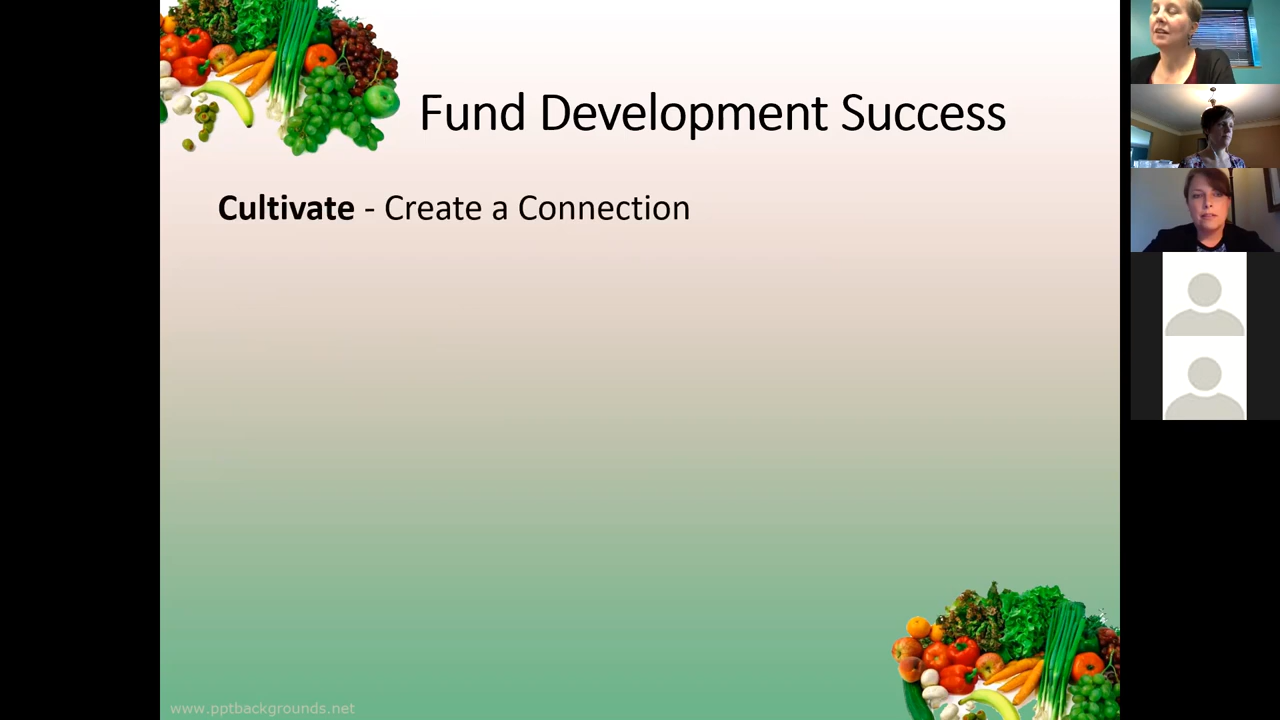 Fund Development Success
Cultivate - Create a Connection
www.pptbackgrounds.net